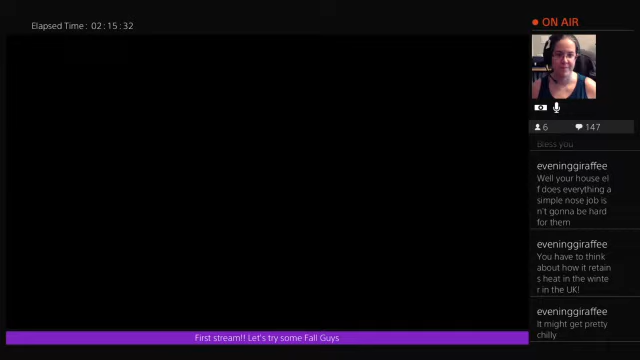 Elapsed Time : 02 : 15 : 32
ON AIR
6
147
bless you
eveninggiraffee
Well your house el
f does everything a
simple nose job is
n't gonna be hard
for them
eveninggiraffee
You have to think
about how it retain
s heat in the winte
r in the UK!
eveninggiraffee
It might get pretty
chilly
First stream!! Let's try some Fall Guys